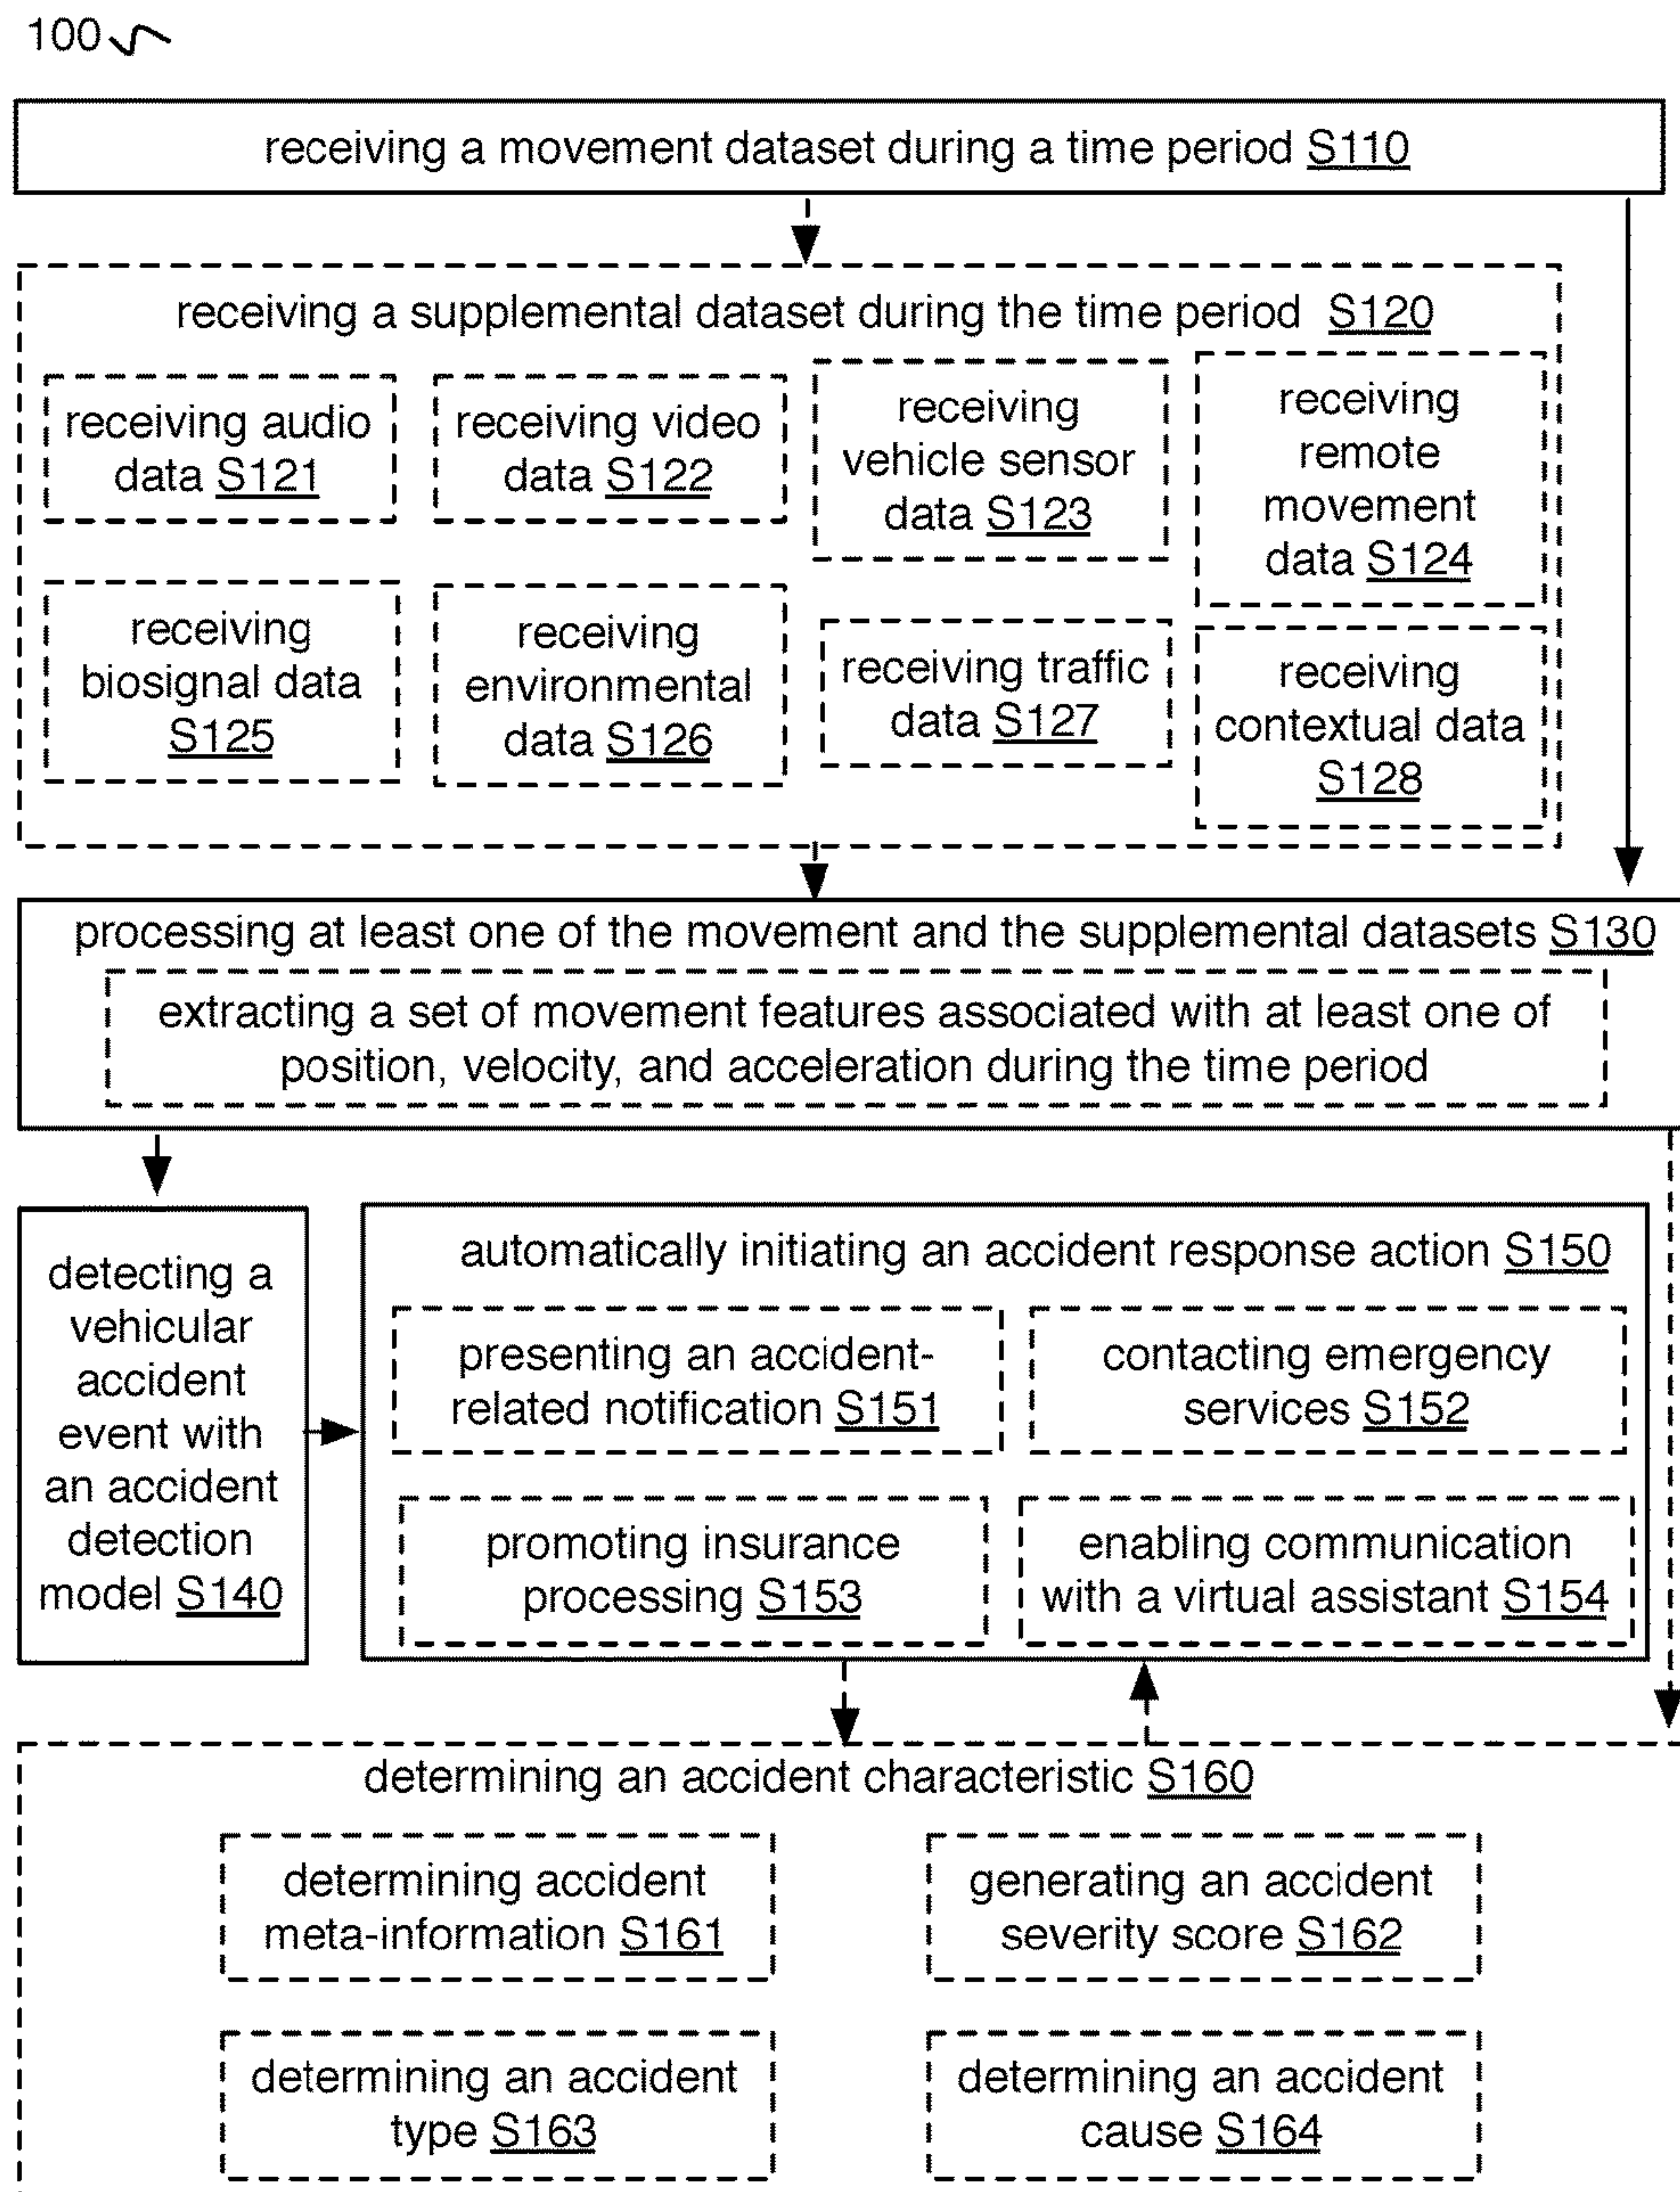 100
receiving a movement dataset during a time period S110
receiving a supplemental dataset during the time period S120
receiving audio
data S121
receiving video
data S122
receiving
vehicle sensor
data S123
receiving
remote
movement
data S124
receiving
biosignal data
S125
receiving
environmental
data S126
receiving traffic
data S127
receiving
contextual data
S128
processing at least one of the movement and the supplemental datasets S130
extracting a set of movement features associated with at least one of
position, velocity, and acceleration during the time period
detecting a
vehicular
accident
event with
an accident
detection
model S140
automatically initiating an accident response action S150
presenting an accident-
related notification S151
contacting emergency
services S152
promoting insurance
processing S153
enabling communication
with a virtual assistant S154
determining an accident characteristic S160
determining accident
meta-information S161
generating an accident
severity score S162
determining an accident
type S163
determining an accident
cause S164